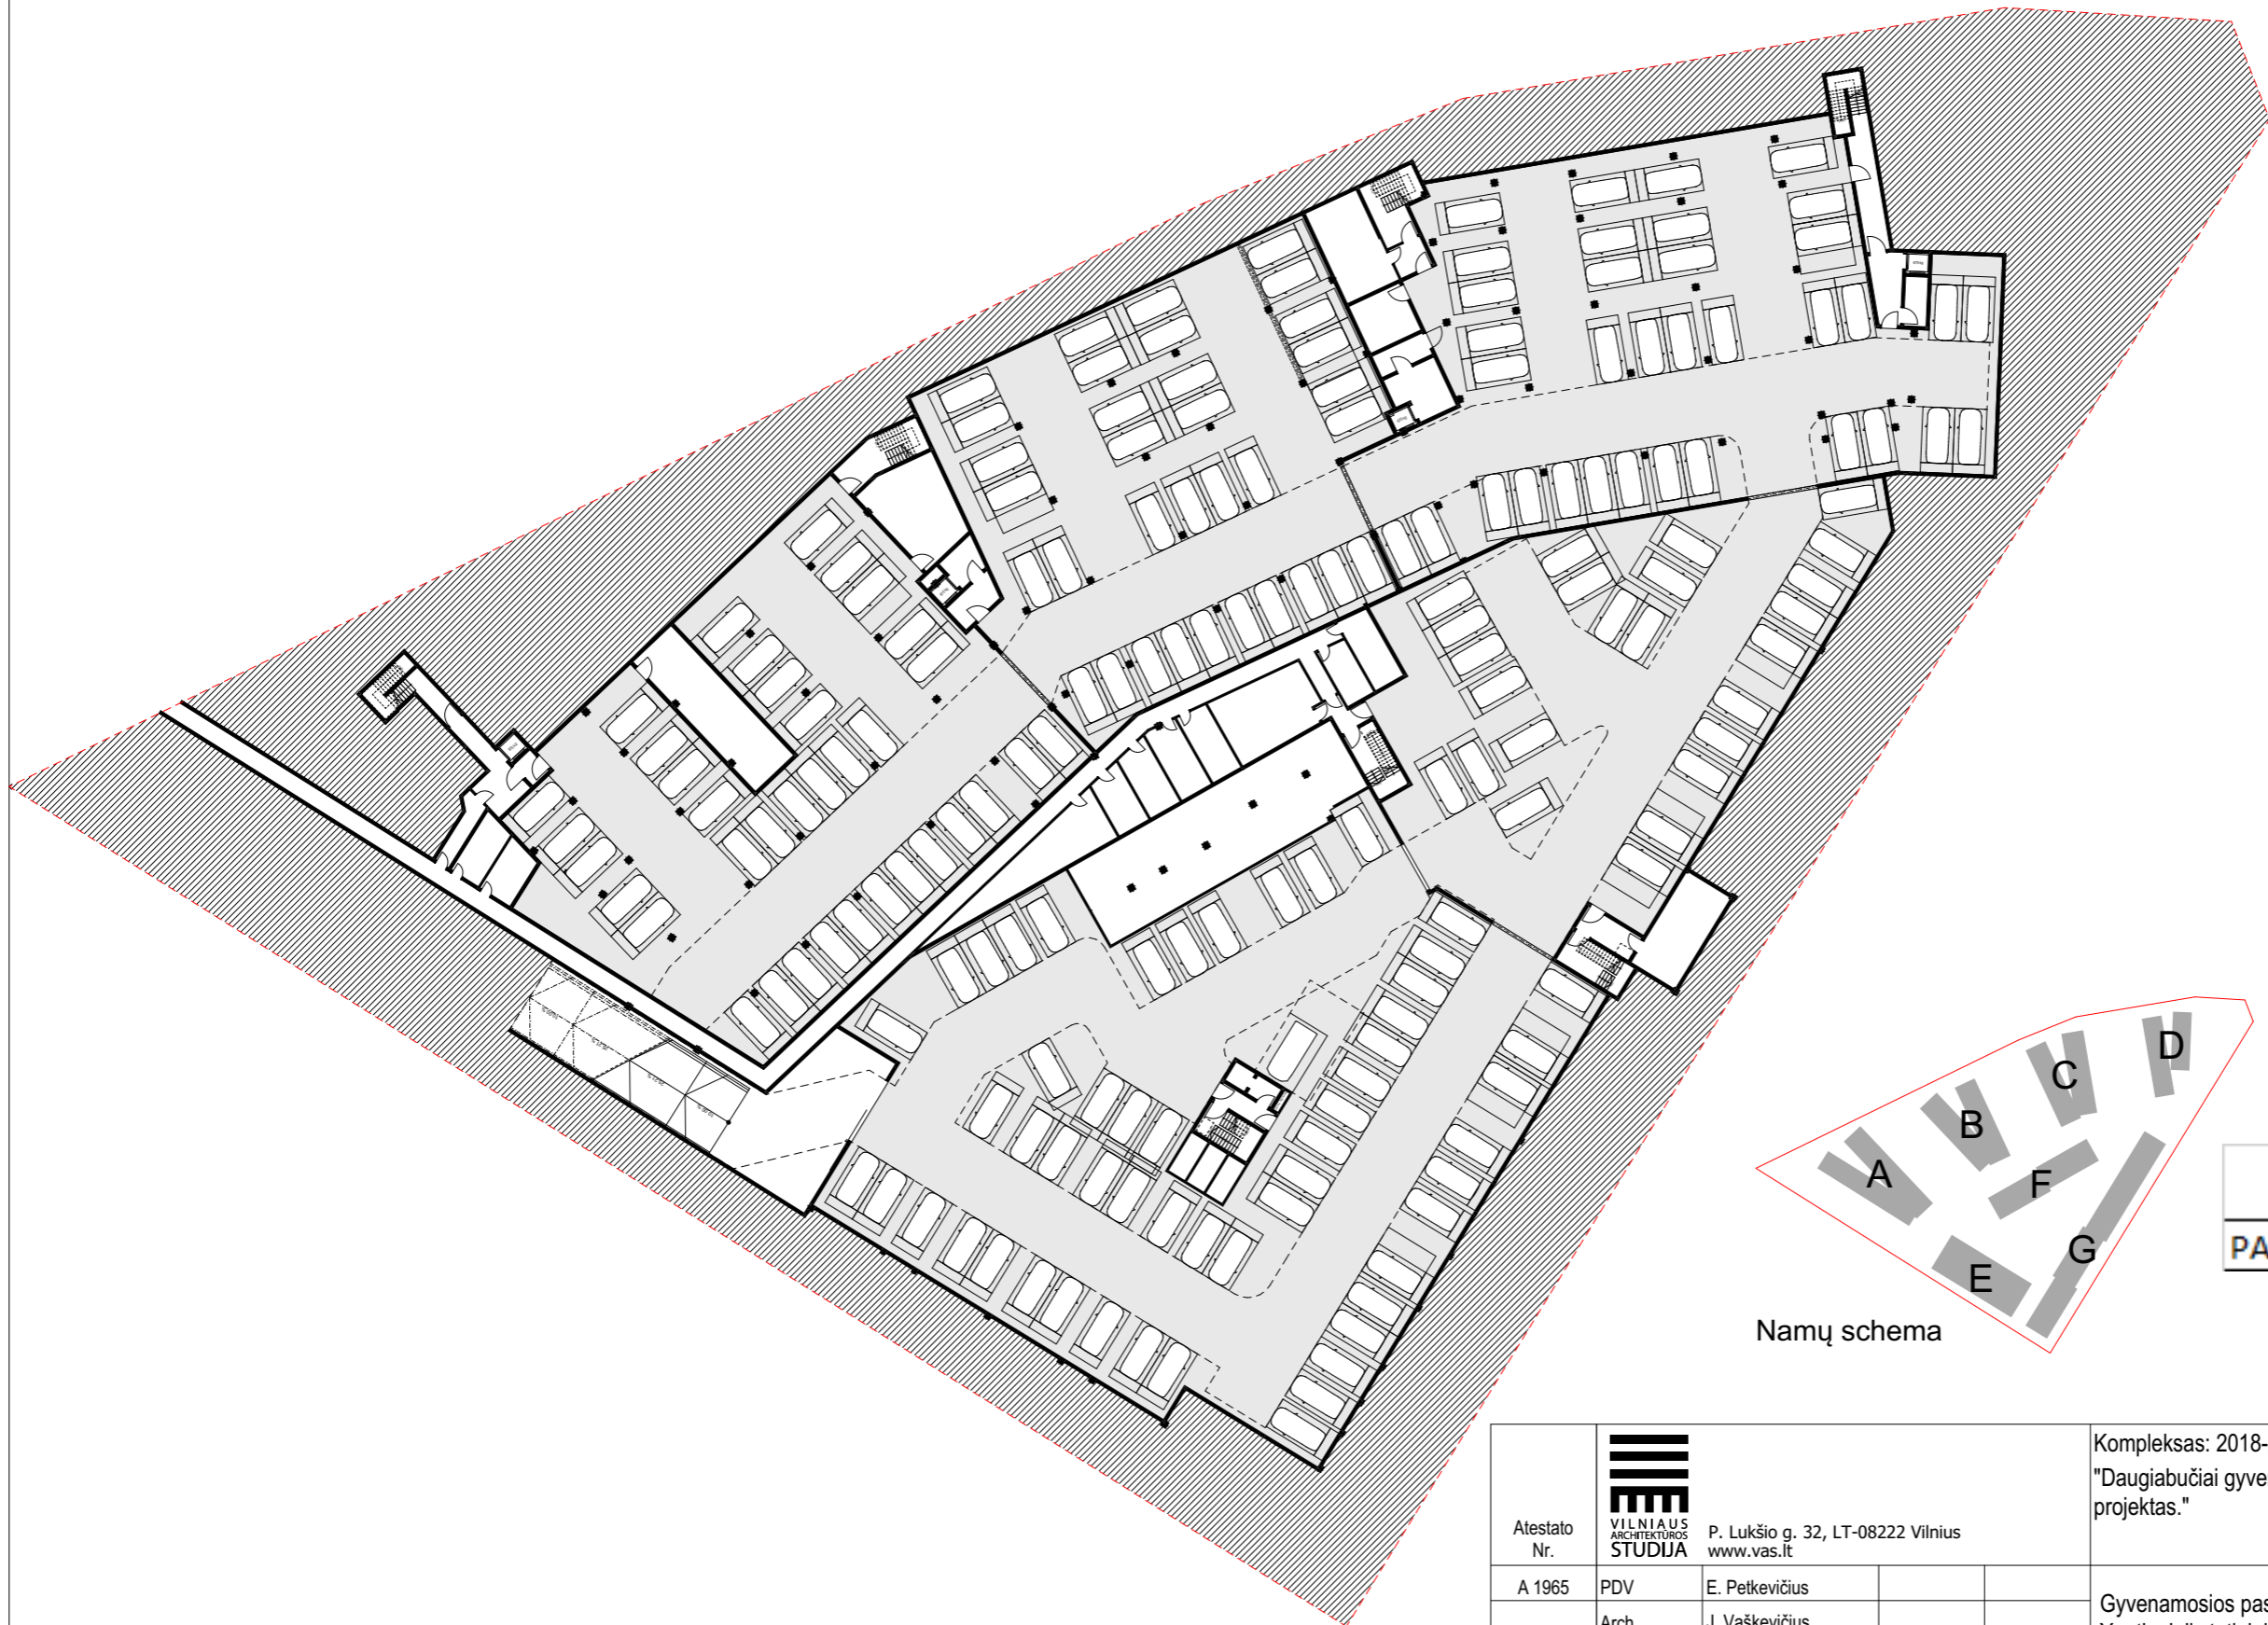 A
B
C
D
F
G
E
Namų schema
PA
Atestato
Nr.
VILNIAUS
ARCHITEKTŪROS
STUDIJA
P. Lukšio g. 32, LT-08222 Vilnius
www.vas.lt
Kompleksas: 2018-
"Daugiabučiai gyve
projektas."
A 1965
PDV
E. Petkevičius
Arch
J. Vaškevičius
Gyvenamosios pas